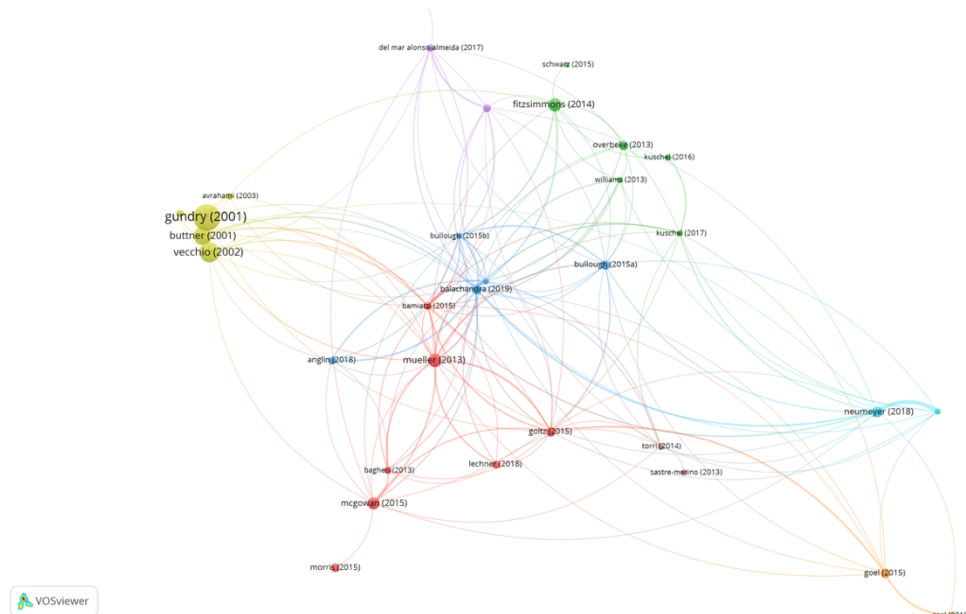 del mar alonso-almeida (2017)
schwarz (2015)
fitzsimmons (2014)
overbeke (2013)
kuschel (2016)
williams (2013)
avrahami (2003)
gundry (2001)
buttner (2001)
vecchio (2002)
bullough (2015b)
kuschel (2017)
bullough (2015a)
balachandra (2019)
bamiatzi (2015)
anglin (2018)
mueller (2013)
neumeyer (2018)
goltz (2015)
torri (2014)
lechner (2018)
bagheri (2013)
sastre-merino (2013)
mcgowan (2015)
morris (2015)
goel (2015)
VOSviewer